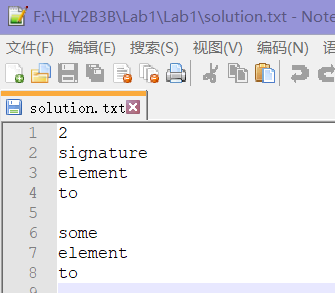 F:\HLY2B3B\Lab1\Lab1\solution.txt - Note
文件(F) 编辑(E) 搜索(S) 视图(V) 编码(N) 语
solution.txt
1 2
2 signature
3 element
4 to
5
6 some
7 element
8 to
9